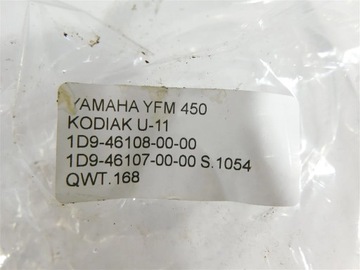 YAMAHA YFM 450
KODIAK U-11
1D9-46108-00-00
1D9-46107-00-00 S.1054
QWT.168